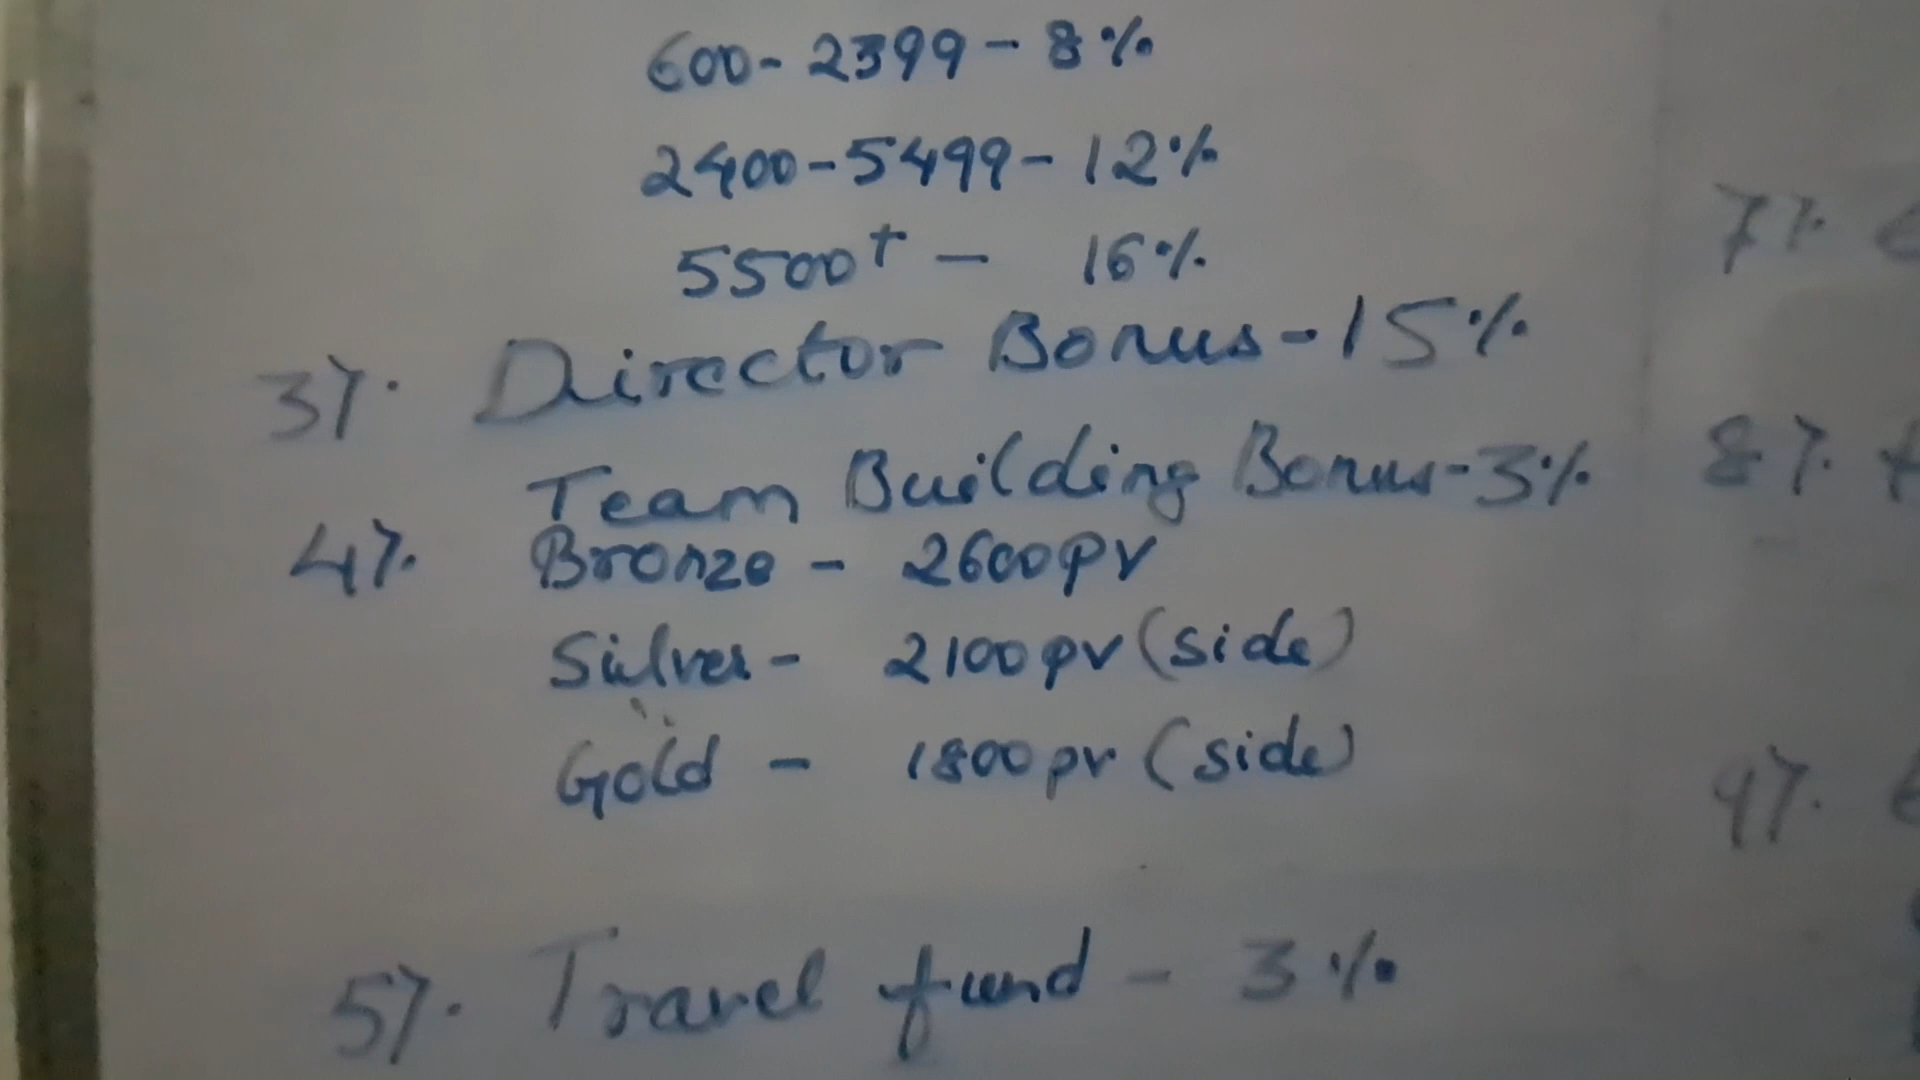 600 - 2399 - 8%
2400 - 5499 - 12%
5500+ - 16%
3). Director Bonus - 15%
Team Building Bonus - 3%
4). Bronze - 2600pv
Silver - 2100pv (side)
Gold - 1800pv (side)
5). Travel fund - 3%
7).
8).
9).